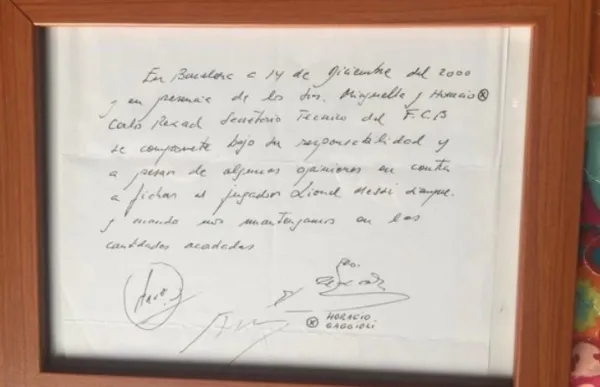 En Barcelona a 14 de Diciembre del 2000
y en presencia de los Srs. Minguella y Horacio ⊗
Carlo Rexach Secretario Tecnico del F.C.B
se compromete bajo su responsabilidad y
a pesar de algunas opiniones en contra
a fichar al jugador Lionel Messi siempre
y cuando nos mantengamos en las
cantidades acordadas
⊗ HORACIO
GAGGIOLI